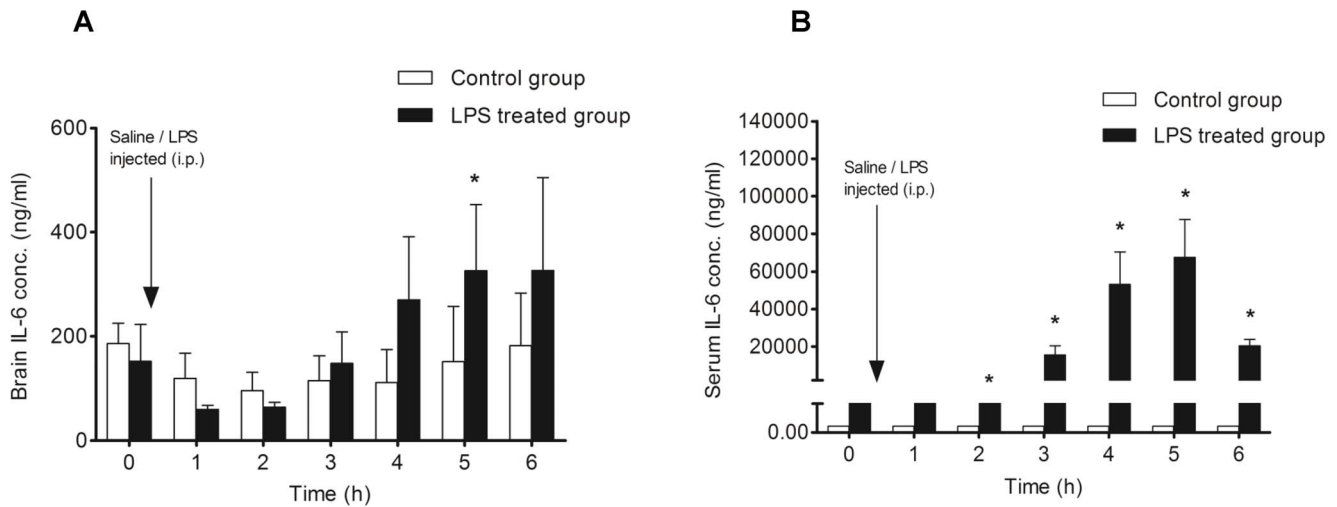 A
Control group
LPS treated group
Saline / LPS
injected (i.p.)
Brain IL-6 conc. (ng/ml)
600
400
200
0
*
0 1 2 3 4 5 6
Time (h)
B
Control group
LPS treated group
Saline / LPS
injected (i.p.)
Serum IL-6 conc. (ng/ml)
140000
120000
100000
80000
60000
40000
20000
0.00
* * * * *
0 1 2 3 4 5 6
Time (h)